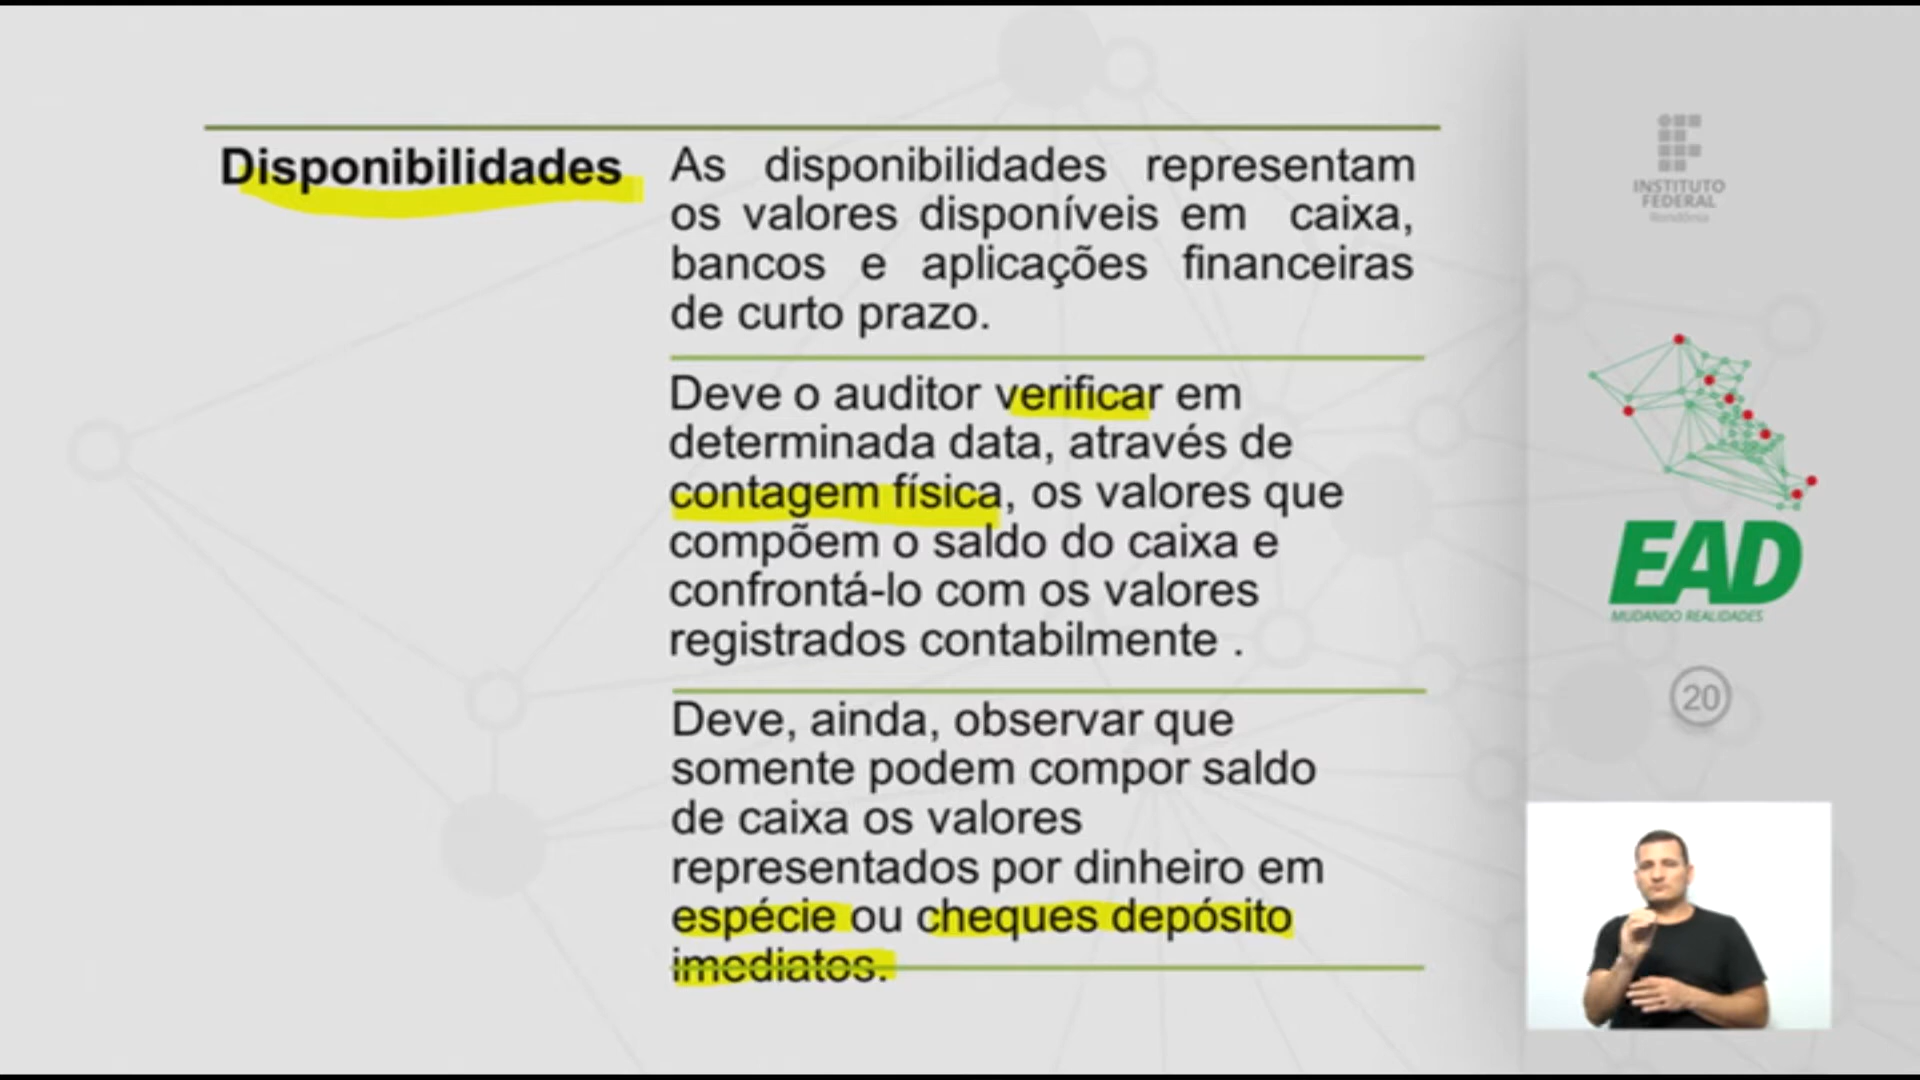 Disponibilidades
As disponibilidades representam
os valores disponíveis em caixa,
bancos e aplicações financeiras
de curto prazo.
Deve o auditor verificar em
determinada data, através de
contagem física, os valores que
compõem o saldo do caixa e
confrontá-lo com os valores
registrados contabilmente .
Deve, ainda, observar que
somente podem compor saldo
de caixa os valores
representados por dinheiro em
espécie ou cheques depósito
imediatos.
INSTITUTO
FEDERAL
Rondônia
EAD
MUDANDO REALIDADES
20